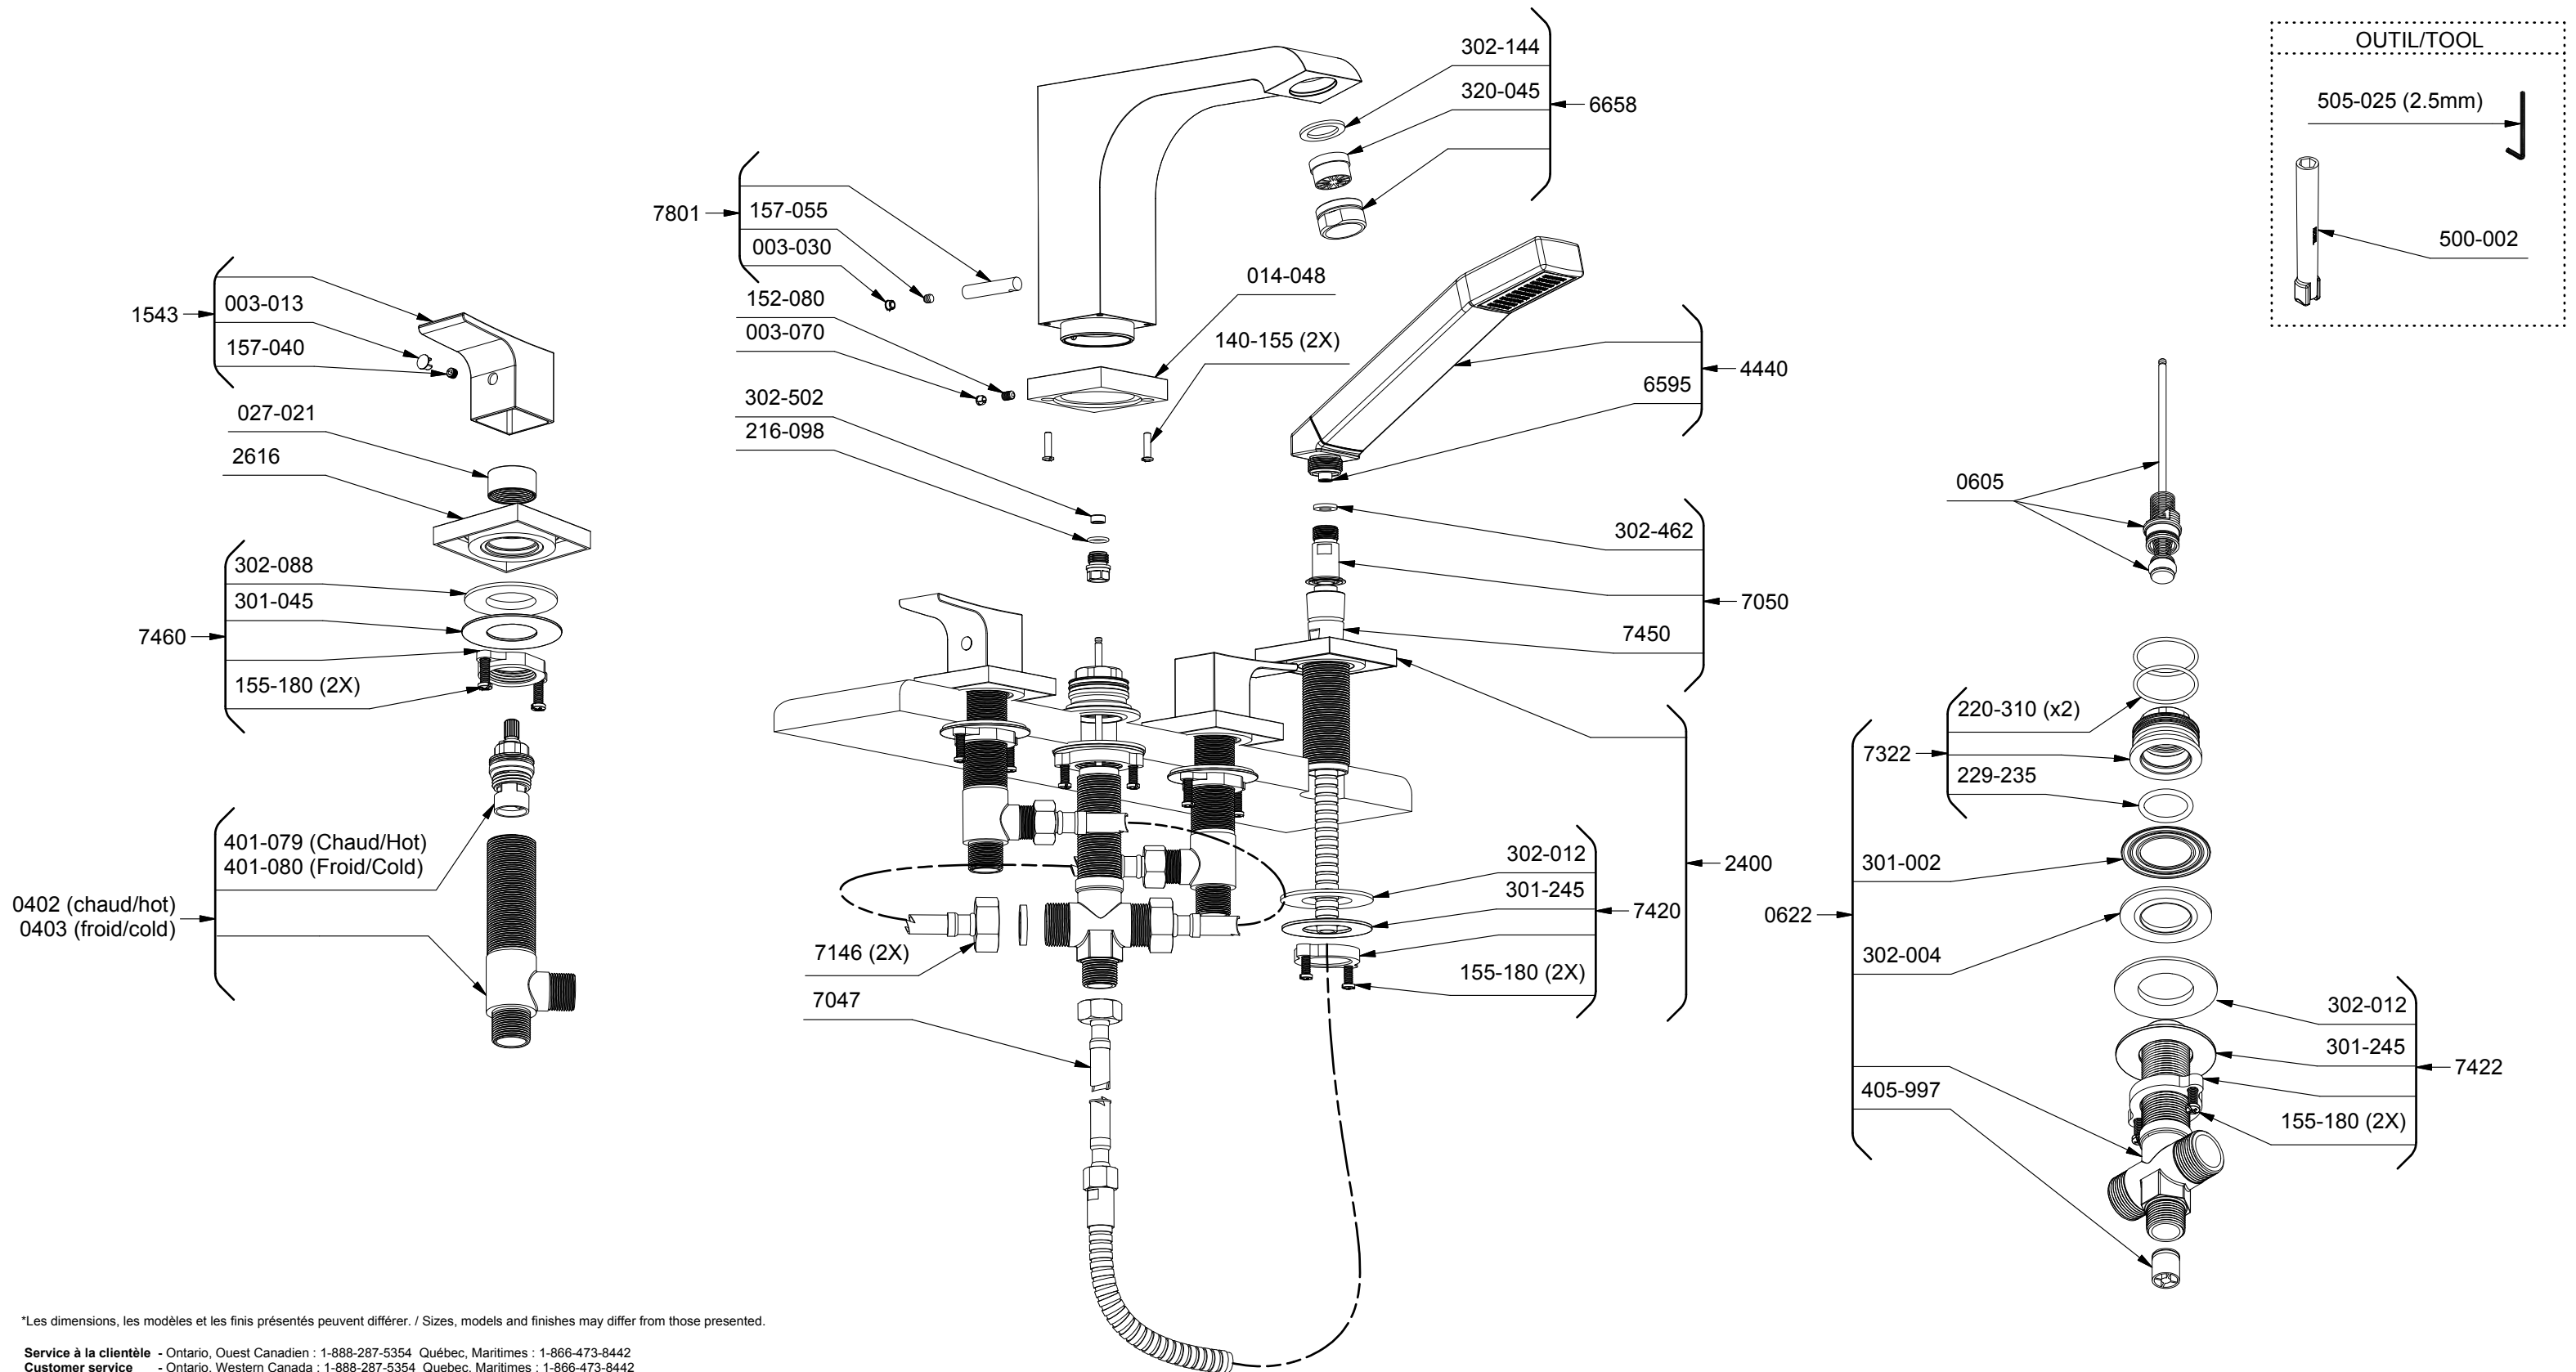 OUTIL/TOOL
505-025 (2.5mm)
500-002
302-144
320-045
6658
7801
157-055
003-030
152-080
003-070
302-502
216-098
014-048
140-155 (2X)
4440
6595
302-462
7050
7450
1543
003-013
157-040
027-021
2616
7460
302-088
301-045
155-180 (2X)
401-079 (Chaud/Hot)
401-080 (Froid/Cold)
0402 (chaud/hot)
0403 (froid/cold)
7146 (2X)
7047
302-012
301-245
7420
155-180 (2X)
2400
0605
220-310 (x2)
7322
229-235
301-002
0622
302-004
405-997
302-012
301-245
7422
155-180 (2X)
*Les dimensions, les modèles et les finis présentés peuvent différer. / Sizes, models and finishes may differ from those presented.
Service à la clientèle - Ontario, Ouest Canadien : 1-888-287-5354 Québec, Maritimes : 1-866-473-8442
Customer service - Ontario, Western Canada : 1-888-287-5354 Quebec, Maritimes : 1-866-473-8442